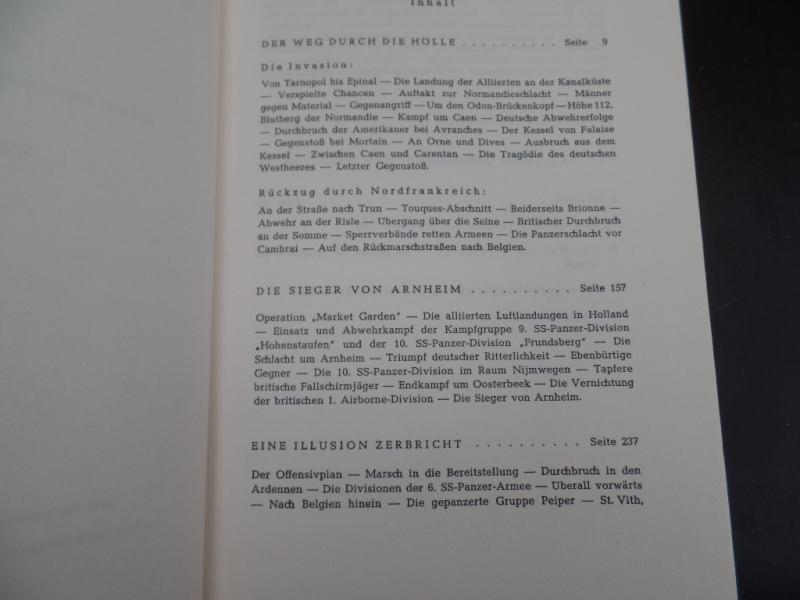 Inhalt
DER WEG DURCH DIE HÖLLE . . . . . . . . . . Seite 9
Die Invasion:
Von Tarnopol bis Epinal — Die Landung der Alliierten an der Kanalküste
— Verspielte Chancen — Auftakt zur Normandieschlacht — Männer
gegen Material — Gegenangriff — Um den Odon-Brückenkopf — Höhe 112,
Blutberg der Normandie — Kampf um Caen — Deutsche Abwehrerfolge
— Durchbruch der Amerikaner bei Avranches — Der Kessel von Falaise
— Gegenstoß bei Mortain — An Orne und Dives — Ausbruch aus dem
Kessel — Zwischen Caen und Carentan — Die Tragödie des deutschen
Westheeres — Letzter Gegenstoß.
Rückzug durch Nordfrankreich:
An der Straße nach Trun — Touques-Abschnitt — Beiderseits Brionne —
Abwehr an der Risle — Übergang über die Seine — Britischer Durchbruch
an der Somme — Sperrverbände retten Armeen — Die Panzerschlacht vor
Cambrai — Auf den Rückmarschstraßen nach Belgien.
DIE SIEGER VON ARNHEIM . . . . . . . . . . Seite 157
Operation „Market Garden" — Die alliierten Luftlandungen in Holland
— Einsatz und Abwehrkampf der Kampfgruppe 9. SS-Panzer-Division
„Hohenstaufen" und der 10. SS-Panzer-Division „Frundsberg" — Die
Schlacht um Arnheim — Triumpf deutscher Ritterlichkeit — Ebenbürtige
Gegner — Die 10. SS-Panzer-Division im Raum Nijmwegen — Tapfere
britische Fallschirmjäger — Endkampf um Oosterbeek — Die Vernichtung
der britischen 1. Airborne-Division — Die Sieger von Arnheim.
EINE ILLUSION ZERBRICHT . . . . . . . . . . Seite 237
Der Offensivplan — Marsch in die Bereitstellung — Durchbruch in den
Ardennen — Die Divisionen der 6. SS-Panzer-Armee — Überall vorwärts
— Nach Belgien hinein — Die gepanzerte Gruppe Peiper — St. Vith,